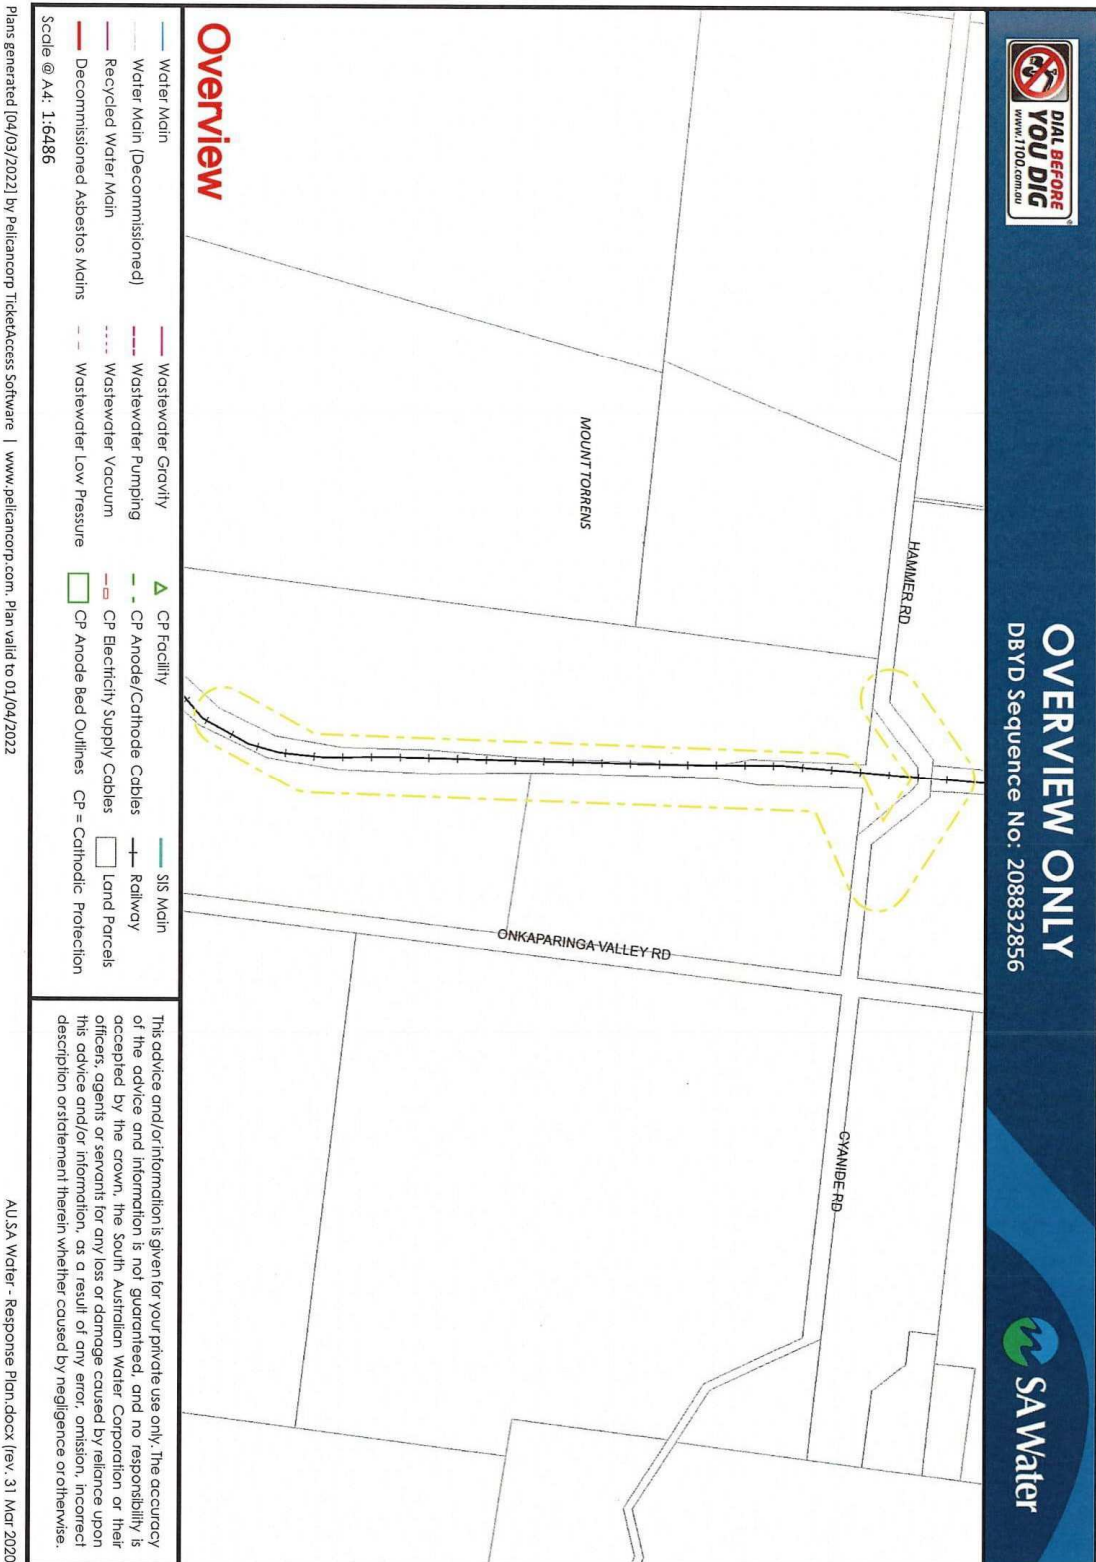 DIAL BEFORE
YOU DIG
www.1100.com.au
OVERVIEW ONLY
DBYD Sequence No: 208832856
SA Water
HAMMER RD
MOUNT TORRENS
ONKAPARINGA VALLEY RD
CYANIDE RD
Overview
Water Main
Water Main (Decommissioned)
Recycled Water Main
Decommissioned Asbestos Mains
Wastewater Gravity
Wastewater Pumping
Wastewater Vacuum
Wastewater Low Pressure
CP Facility
CP Anode/Cathode Cables
CP Electricity Supply Cables
CP Anode Bed Outlines
SIS Main
Railway
Land Parcels
CP = Cathodic Protection
Scale @ A4: 1:6486
This advice and/or information is given for your private use only. The accuracy
of the advice and information is not guaranteed, and no responsibility is
accepted by the crown, the South Australian Water Corporation or their
officers, agents or servants for any loss or damage caused by reliance upon
this advice and/or information, as a result of any error, omission, incorrect
description orstatement therein whether caused by negligence or otherwise.
Plans generated [04/03/2022] by Pelicancorp TicketAccess Software | www.pelicancorp.com. Plan valid to 01/04/2022
AU.SA Water - Response Plan.docx (rev. 31 Mar 2020